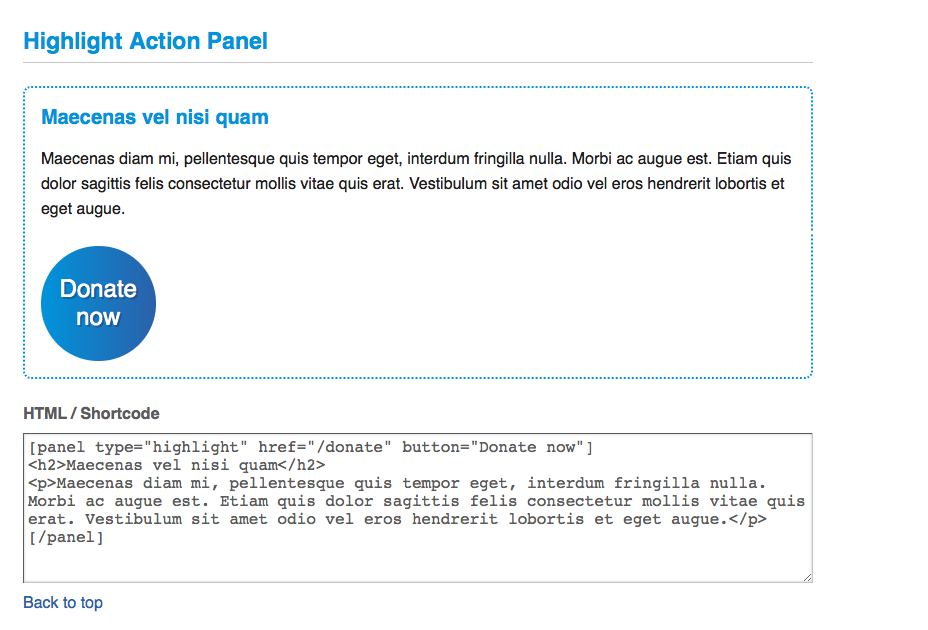 Highlight Action Panel
Maecenas vel nisi quam
Maecenas diam mi, pellentesque quis tempor eget, interdum fringilla nulla. Morbi ac augue est. Etiam quis
dolor sagittis felis consectetur mollis vitae quis erat. Vestibulum sit amet odio vel eros hendrerit lobortis et
eget augue.
Donate
now
HTML / Shortcode
[panel type="highlight" href="/donate" button="Donate now"]
<h2>Maecenas vel nisi quam</h2>
<p>Maecenas diam mi, pellentesque quis tempor eget, interdum fringilla nulla.
Morbi ac augue est. Etiam quis dolor sagittis felis consectetur mollis vitae quis
erat. Vestibulum sit amet odio vel eros hendrerit lobortis et eget augue.</p>
[/panel]
Back to top